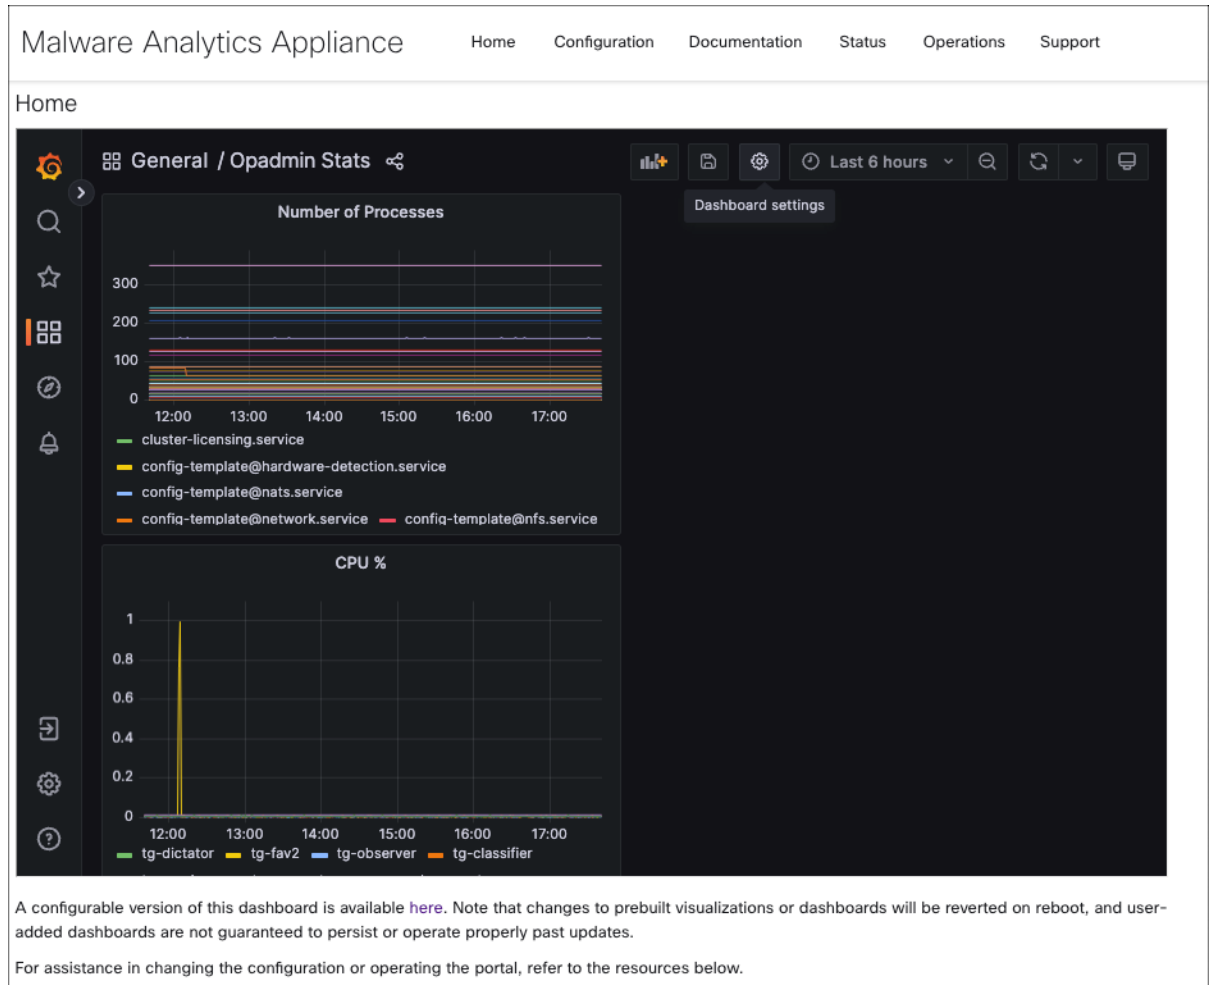 Malware Analytics Appliance Home Configuration Documentation Status Operations Support
Home
General / Opadmin Stats Last 6 hours
Dashboard settings
Number of Processes
300
200
100
0
12:00 13:00 14:00 15:00 16:00 17:00
cluster-licensing.service
config-template@hardware-detection.service
config-template@nats.service
config-template@network.service config-template@nfs.service
CPU %
1
0.8
0.6
0.4
0.2
0
12:00 13:00 14:00 15:00 16:00 17:00
tg-dictator tg-fav2 tg-observer tg-classifier
A configurable version of this dashboard is available here. Note that changes to prebuilt visualizations or dashboards will be reverted on reboot, and user-
added dashboards are not guaranteed to persist or operate properly past updates.
For assistance in changing the configuration or operating the portal, refer to the resources below.